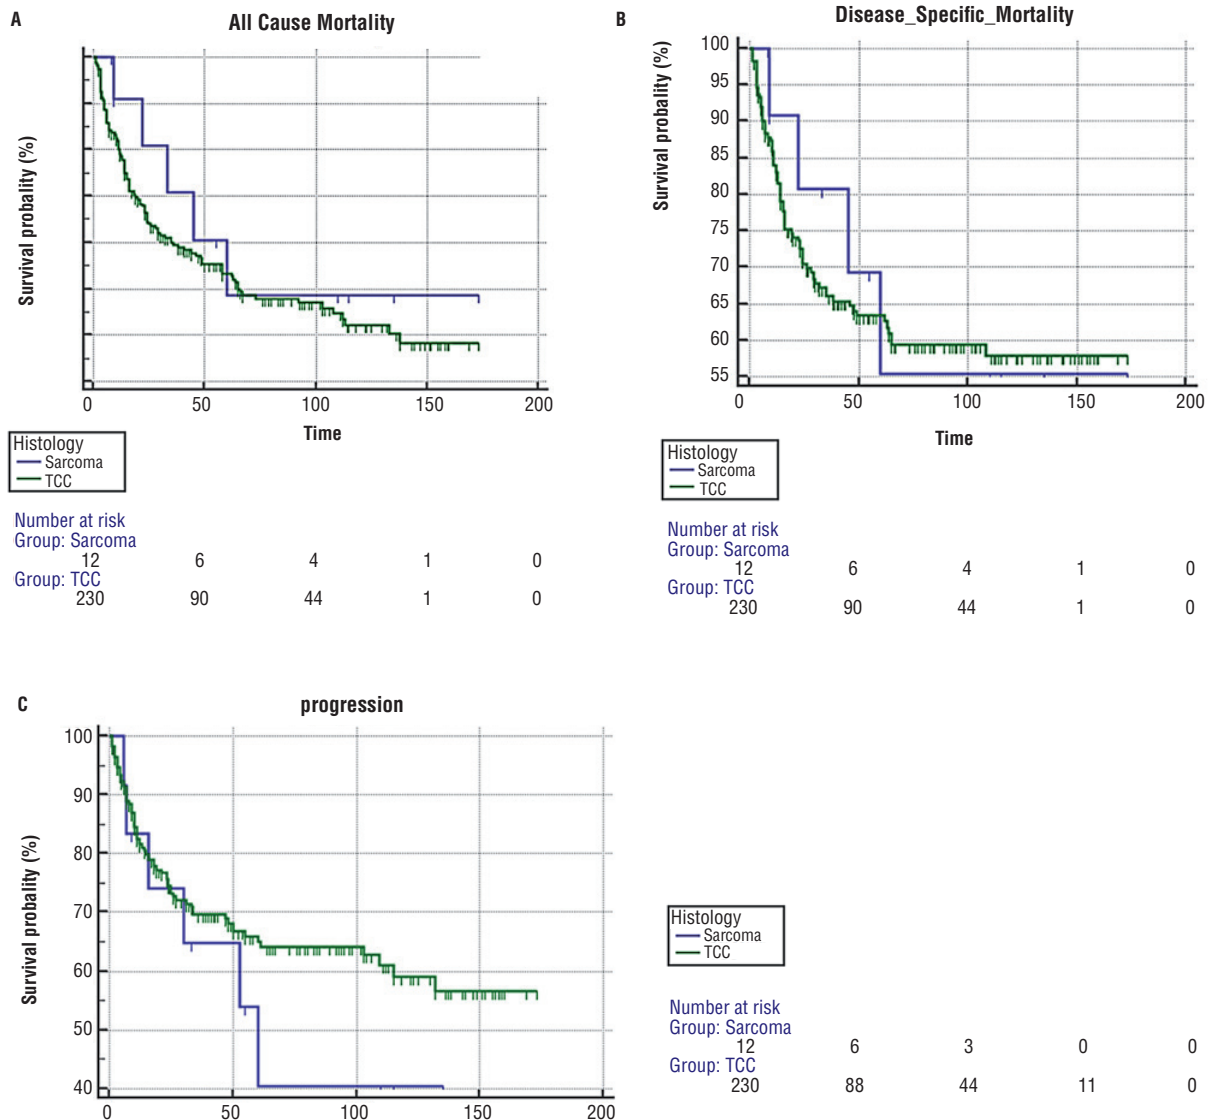 A
All Cause Mortality
Survival probality (%)
0 50 100 150 200
Time
Histology
Sarcoma
TCC
Number at risk
Group: Sarcoma
12 6 4 1 0
Group: TCC
230 90 44 1 0
B
Disease_Specific_Mortality
Survival probality (%)
100
95
90
85
80
75
70
65
60
55
0 50 100 150 200
Time
Histology
Sarcoma
TCC
Number at risk
Group: Sarcoma
12 6 4 1 0
Group: TCC
230 90 44 1 0
C
progression
Survival probality (%)
100
90
80
70
60
50
40
0 50 100 150 200
Histology
Sarcoma
TCC
Number at risk
Group: Sarcoma
12 6 3 0 0
Group: TCC
230 88 44 11 0